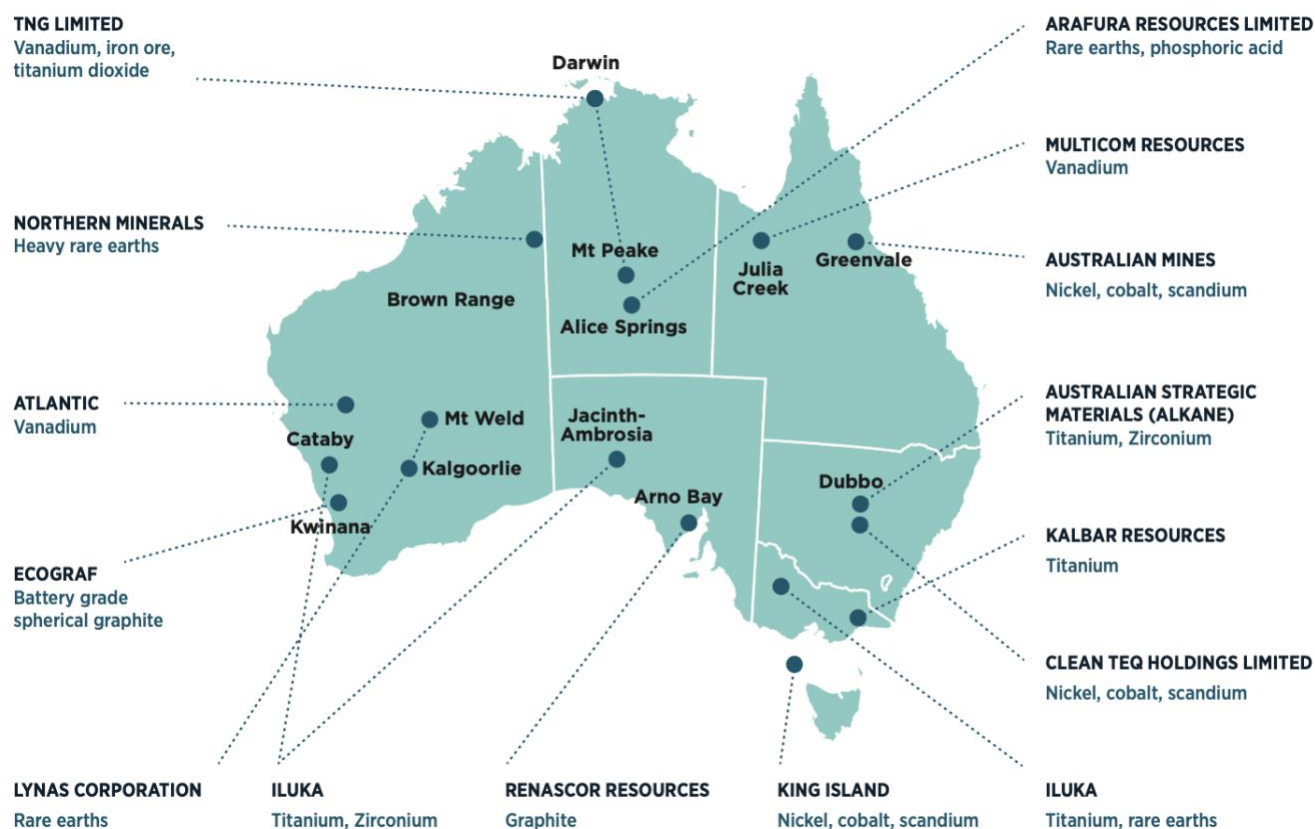 TNG LIMITED
Vanadium, iron ore,
titanium dioxide
Darwin
ARAFURA RESOURCES LIMITED
Rare earths, phosphoric acid
MULTICOM RESOURCES
Vanadium
NORTHERN MINERALS
Heavy rare earths
Mt Peake
Julia
Creek
Greenvale
AUSTRALIAN MINES
Nickel, cobalt, scandium
Brown Range
Alice Springs
ATLANTIC
Vanadium
Cataby
Mt Weld
Kalgoorlie
Jacinth-
Ambrosia
AUSTRALIAN STRATEGIC
MATERIALS (ALKANE)
Titanium, Zirconium
Dubbo
Arno Bay
Kwinana
KALBAR RESOURCES
Titanium
ECOGRAF
Battery grade
spherical graphite
CLEAN TEQ HOLDINGS LIMITED
Nickel, cobalt, scandium
LYNAS CORPORATION
Rare earths
ILUKA
Titanium, Zirconium
RENASCOR RESOURCES
Graphite
KING ISLAND
Nickel, cobalt, scandium
ILUKA
Titanium, rare earths